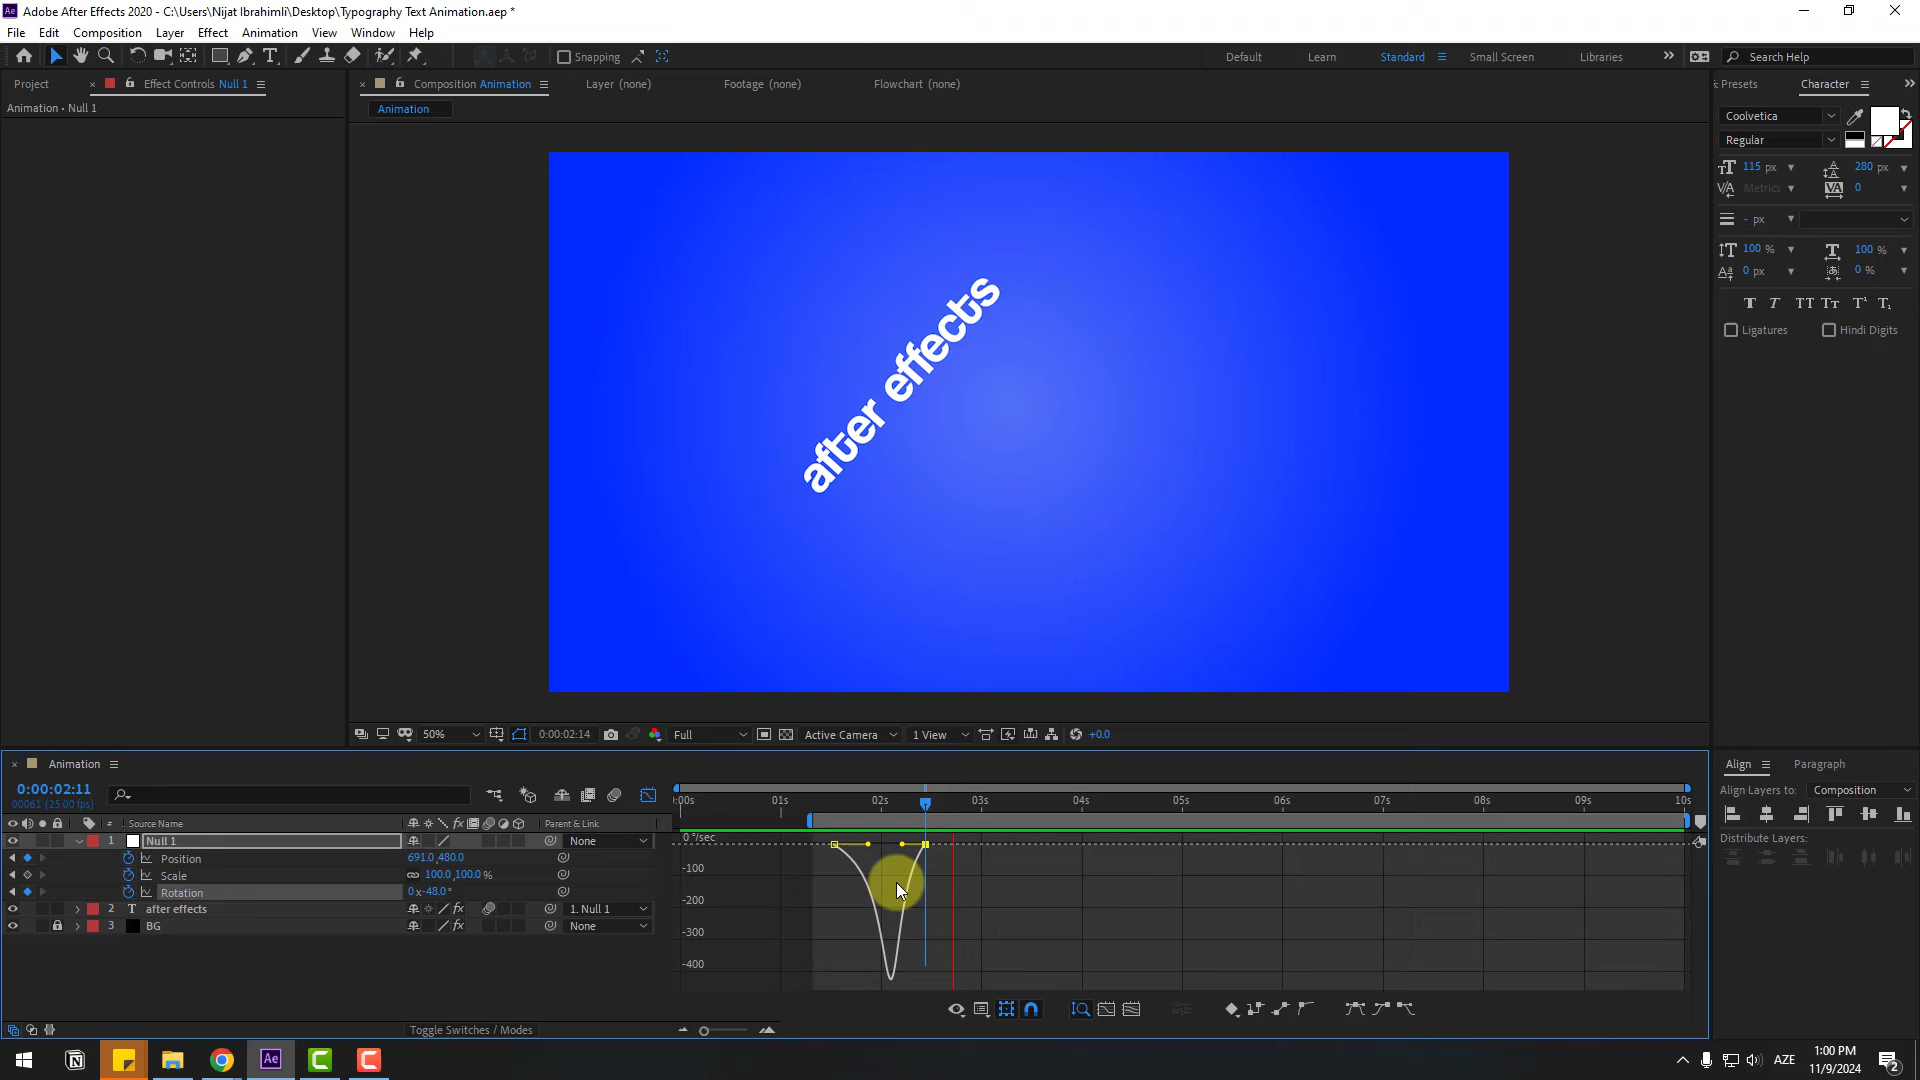 Adobe After Effects 2020 - C:\Users\Nijat Ibrahimli\Desktop\Typography Text Animation.aep *
File Edit Composition Layer Effect Animation View Window Help
Snapping
Default Learn Standard Small Screen Libraries
Search Help
Project Effect Controls Null 1
Composition Animation Layer (none) Footage (none) Flowchart (none)
Presets Character
Animation • Null 1
Animation
Coolvetica
Regular
115 px 280 px
Metrics 0
- px
100 % 100 %
0 px 0 %
Ligatures Hindi Digits
after effects
50% 0:00:02:14 Full Active Camera 1 View +0.0
Animation
Align Paragraph
0:00:02:11
00061 (25.00 fps)
Align Layers to: Composition
Distribute Layers:
# Source Name Parent & Link
1 Null 1 None
Position 691.0,480.0
Scale 100.0,100.0 %
Rotation 0x-48.0°
2 T after effects 1. Null 1
3 BG None
Toggle Switches / Modes
0:00s 01s 02s 03s 04s 05s 06s 07s 08s 09s 10s
0 °/sec
-100
-200
-300
-400
AZE
1:00 PM
11/9/2024
2